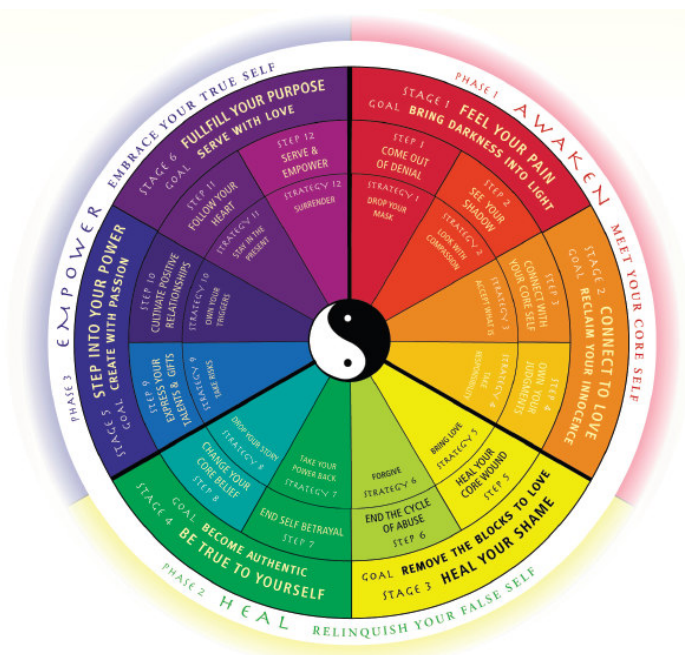 PHASE 1 AWAKEN MEET YOUR CORE SELF
STAGE 1 FEEL YOUR PAIN
GOAL BRING DARKNESS INTO LIGHT
STEP 1
COME OUT
OF DENIAL
STRATEGY 1
DROP YOUR
MASK
STEP 2
SEE YOUR
SHADOW
STRATEGY 2
LOOK WITH
COMPASSION
STAGE 2 CONNECT TO LOVE
GOAL RECLAIM YOUR INNOCENCE
STEP 3
CONNECT WITH
YOUR CORE SELF
STRATEGY 3
ACCEPT WHAT IS
STEP 4
OWN YOUR
JUDGMENTS
STRATEGY 4
TAKE
RESPONSIBILITY
PHASE 2 HEAL RELINQUISH YOUR FALSE SELF
GOAL REMOVE THE BLOCKS TO LOVE
STAGE 3 HEAL YOUR SHAME
BRING LOVE
STRATEGY 5
HEAL YOUR
CORE WOUND
STEP 5
FORGIVE
STRATEGY 6
END THE CYCLE
OF ABUSE
STEP 6
GOAL BECOME AUTHENTIC
STAGE 4 BE TRUE TO YOURSELF
TAKE YOUR
POWER BACK
STRATEGY 7
END SELF BETRAYAL
STEP 7
DROP YOUR STORY
STRATEGY 8
CHANGE YOUR
CORE BELIEF
STEP 8
PHASE 3 EMPOWER EMBRACE YOUR TRUE SELF
STAGE 5 STEP INTO YOUR POWER
GOAL CREATE WITH PASSION
STEP 9
EXPRESS YOUR
TALENTS & GIFTS
STRATEGY 9
TAKE RISKS
STEP 10
CULTIVATE POSITIVE
RELATIONSHIPS
STRATEGY 10
OWN YOUR
TRIGGERS
STAGE 6 FULLFILL YOUR PURPOSE
GOAL SERVE WITH LOVE
STEP 11
FOLLOW YOUR
HEART
STRATEGY 11
STAY IN THE
PRESENT
STEP 12
SERVE &
EMPOWER
STRATEGY 12
SURRENDER